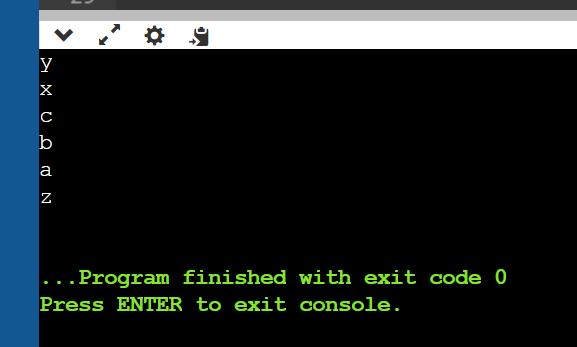 y
x
c
b
a
z
...Program finished with exit code 0
Press ENTER to exit console.